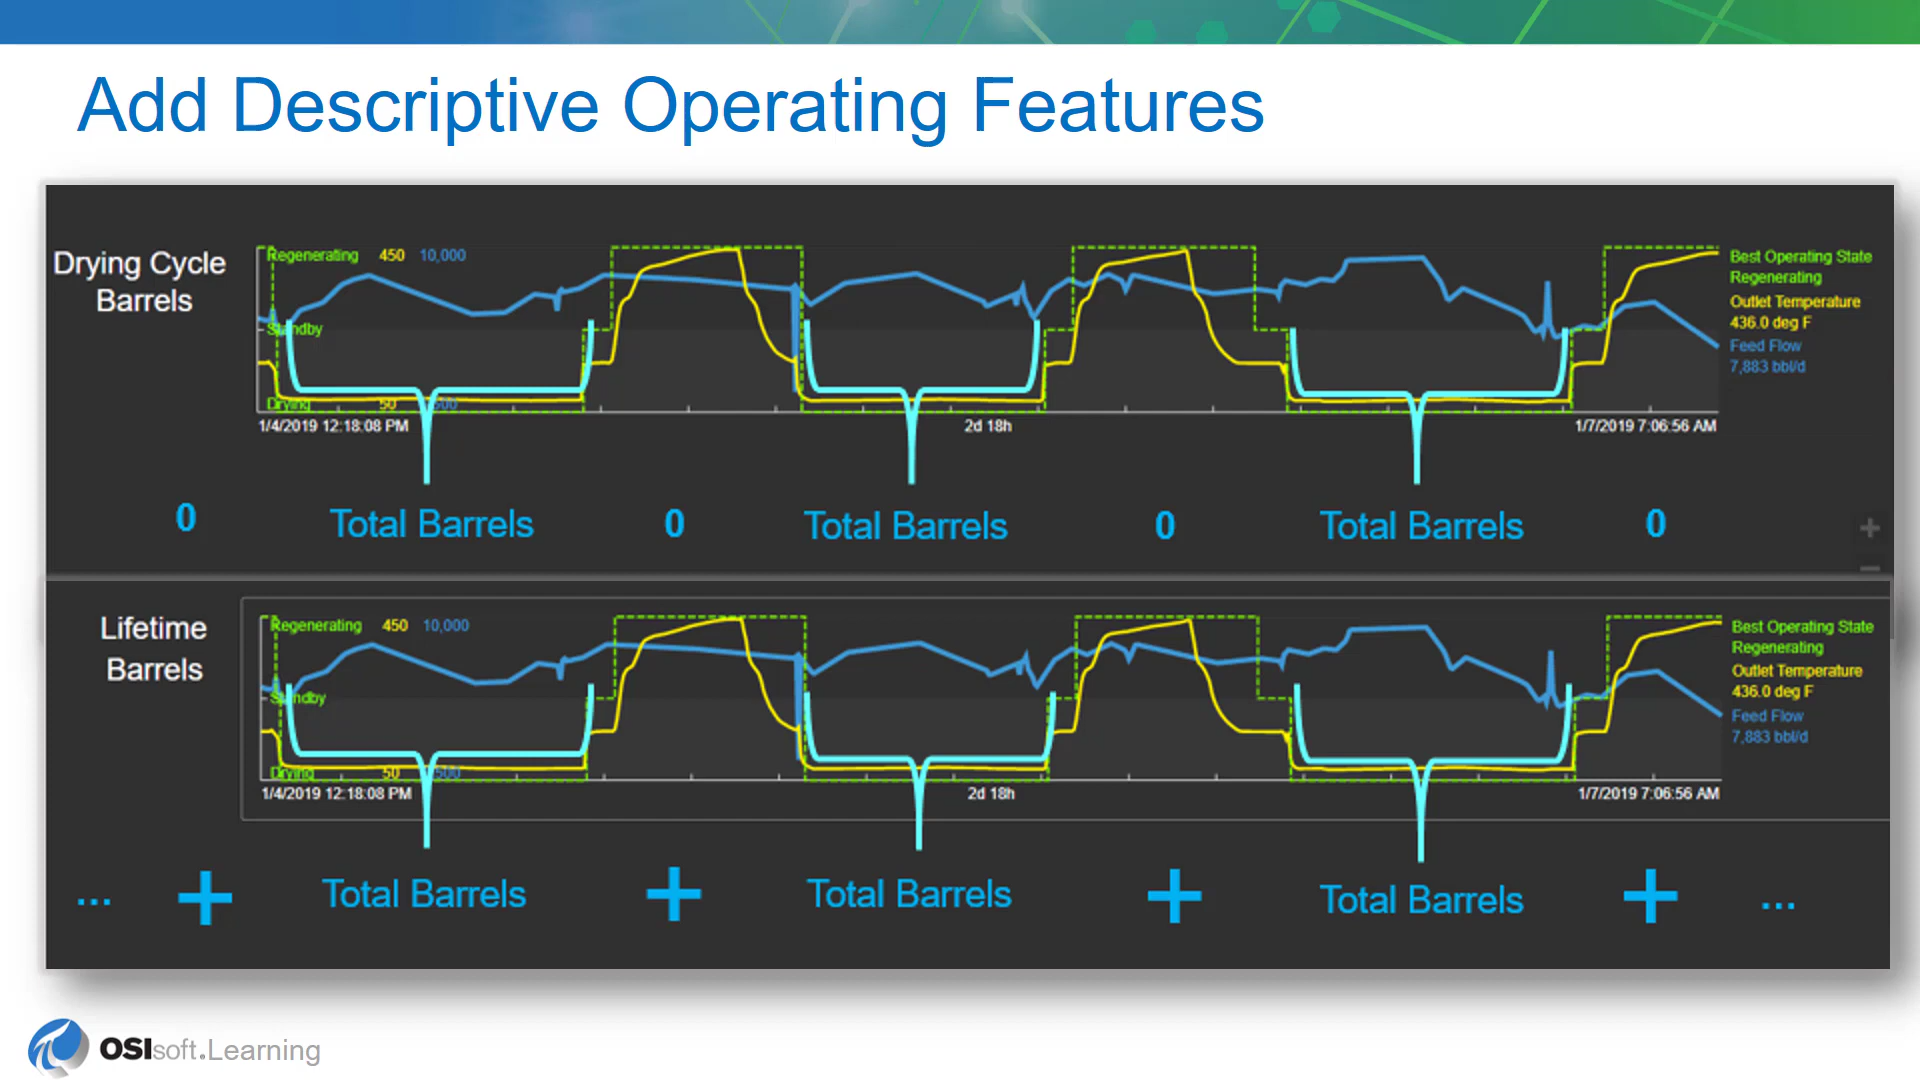 Add Descriptive Operating Features
Drying Cycle
Barrels
Regenerating 450 10,000
Standby
Drying 50 500
1/4/2019 12:18:08 PM 2d 18h 1/7/2019 7:06:56 AM
Best Operating State
Regenerating
Outlet Temperature
436.0 deg F
Feed Flow
7,883 bbl/d
0 Total Barrels 0 Total Barrels 0 Total Barrels 0
Lifetime
Barrels
Regenerating 450 10,000
Standby
Drying 50 500
1/4/2019 12:18:08 PM 2d 18h 1/7/2019 7:06:56 AM
Best Operating State
Regenerating
Outlet Temperature
436.0 deg F
Feed Flow
7,883 bbl/d
... + Total Barrels + Total Barrels + Total Barrels + ...
OSIsoft.Learning